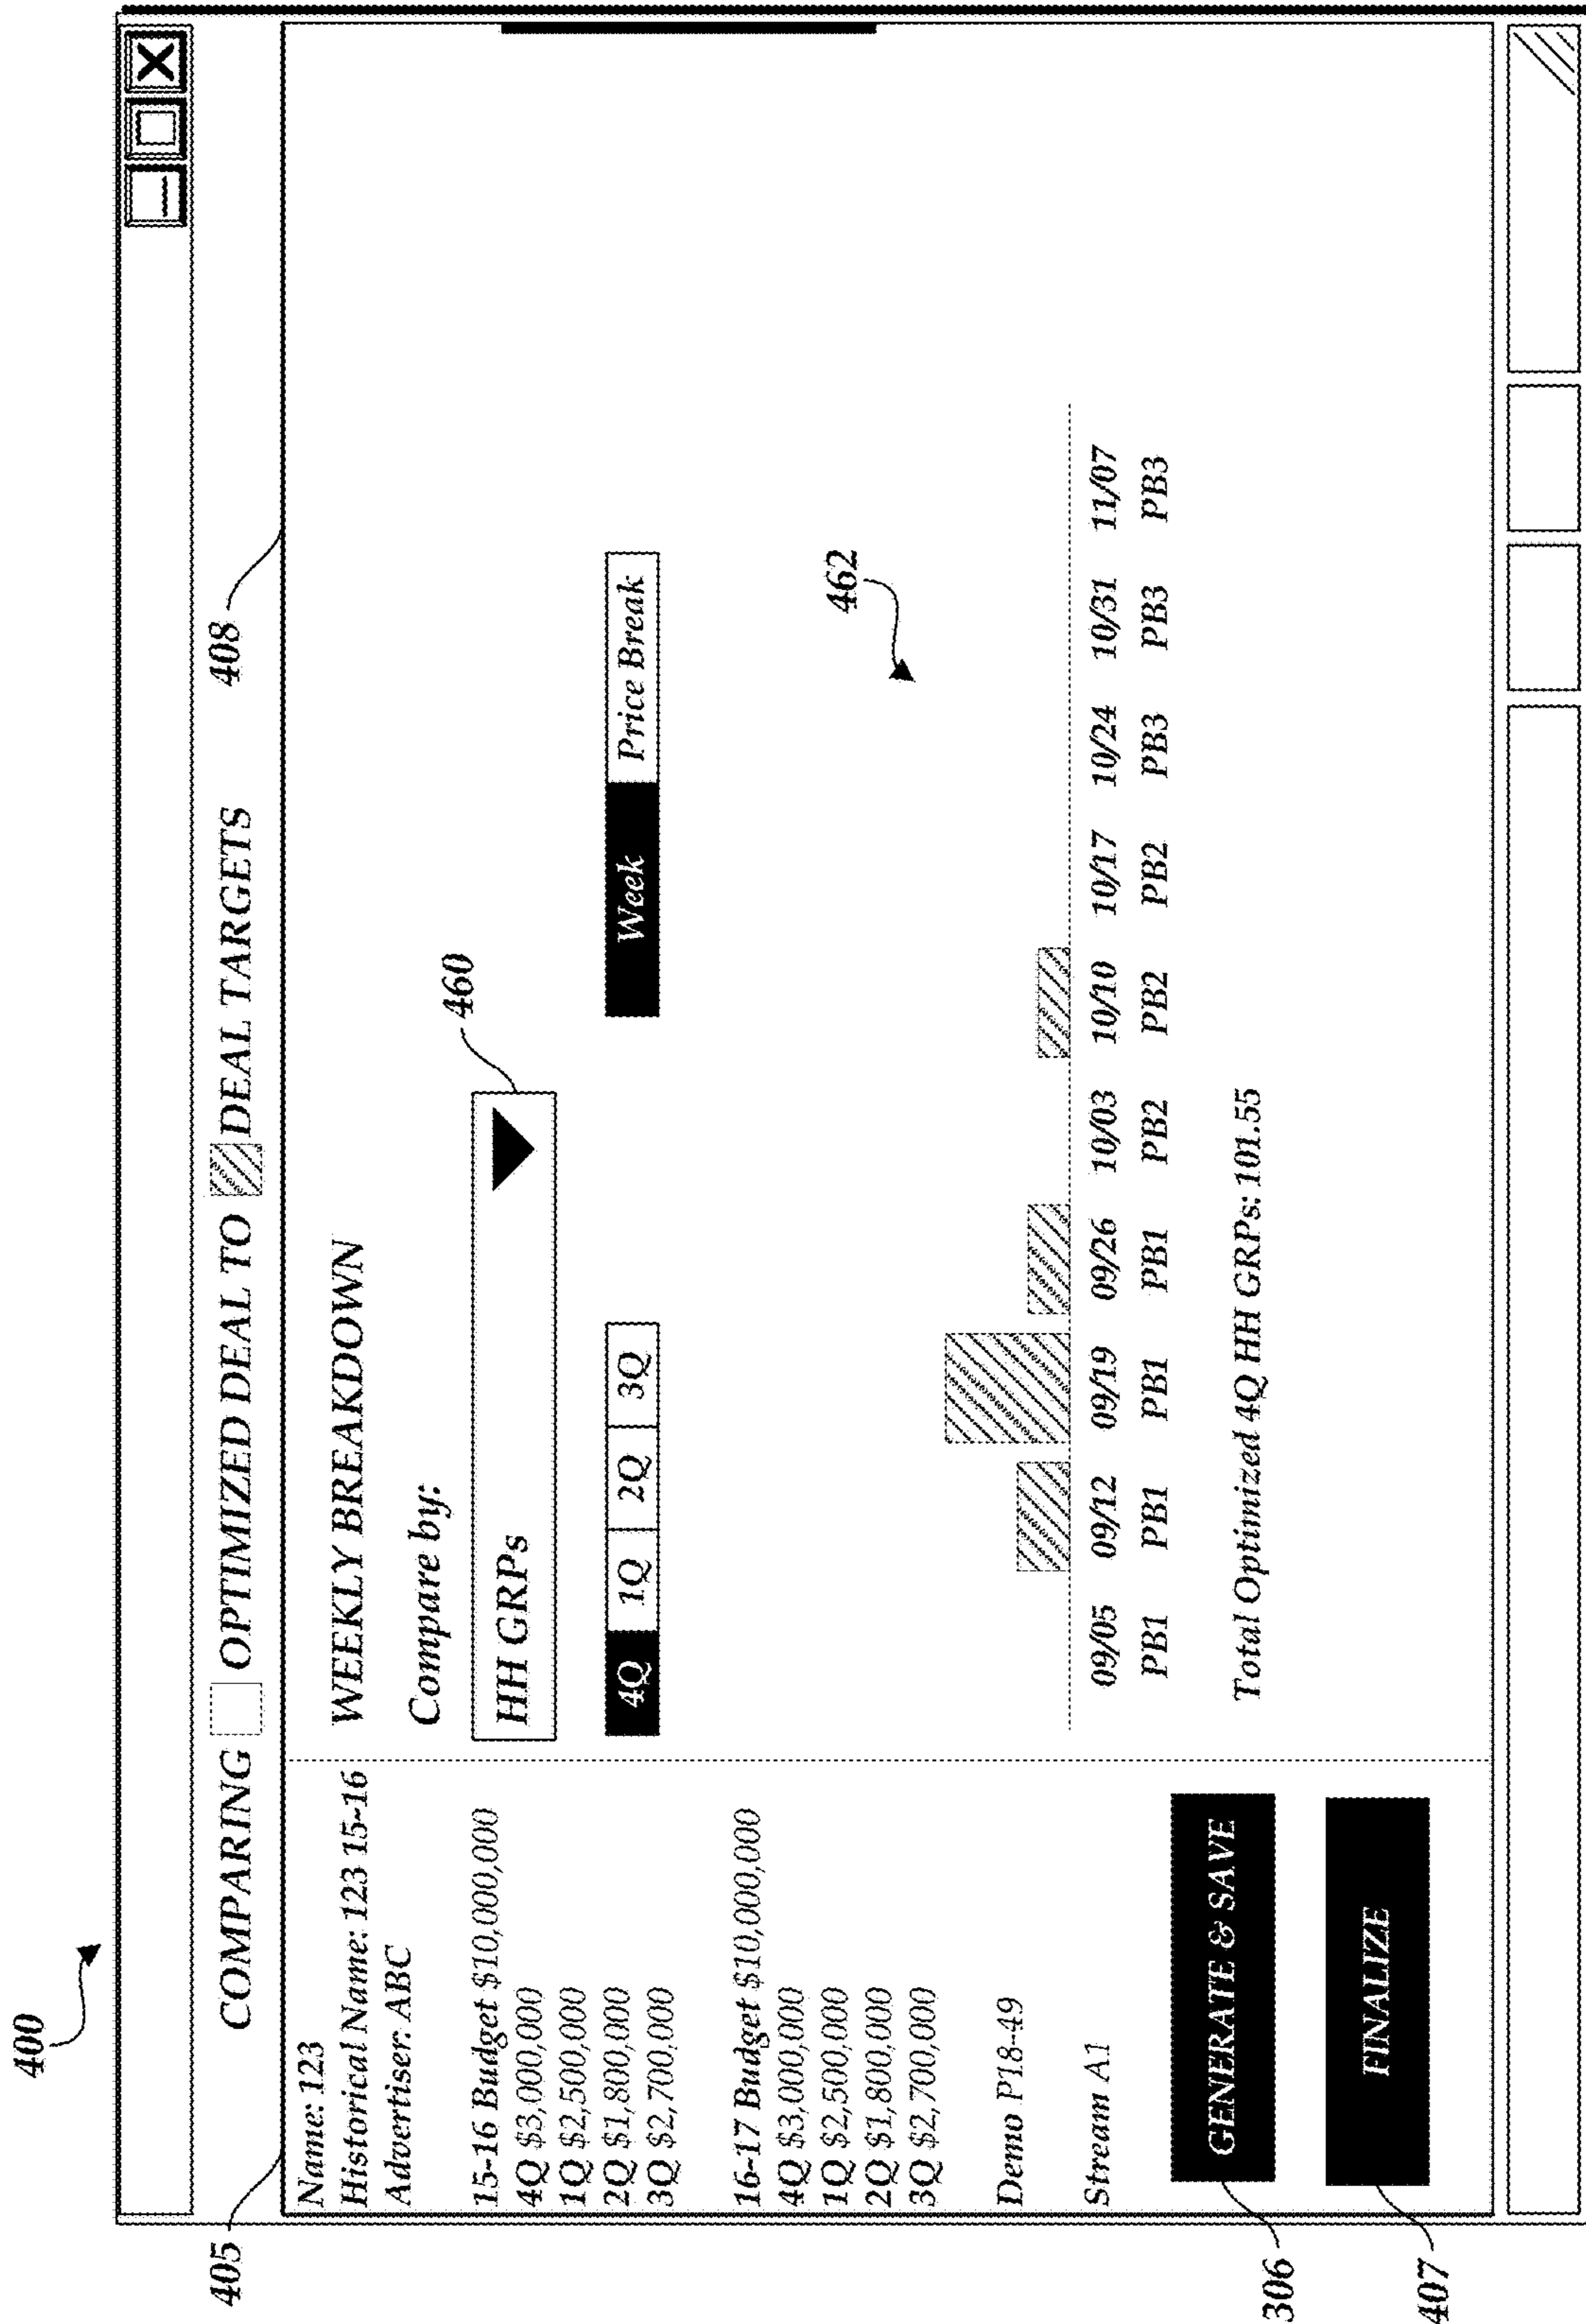 400
COMPARING OPTIMIZED DEAL TO DEAL TARGETS
405
408
Name: 123
Historical Name: 123 15-16
Advertiser: ABC
15-16 Budget $10,000,000
4Q $3,000,000
1Q $2,500,000
2Q $1,800,000
3Q $2,700,000
16-17 Budget $10,000,000
4Q $3,000,000
1Q $2,500,000
2Q $1,800,000
3Q $2,700,000
Demo P18-49
Stream A1
GENERATE & SAVE
306
FINALIZE
407
WEEKLY BREAKDOWN
Compare by:
HH GRPs
460
4Q 1Q 2Q 3Q
Week Price Break
462
09/05 09/12 09/19 09/26 10/03 10/10 10/17 10/24 10/31 11/07
PB1 PB1 PB1 PB1 PB2 PB2 PB2 PB3 PB3 PB3
Total Optimized 4Q HH GRPs: 101.55